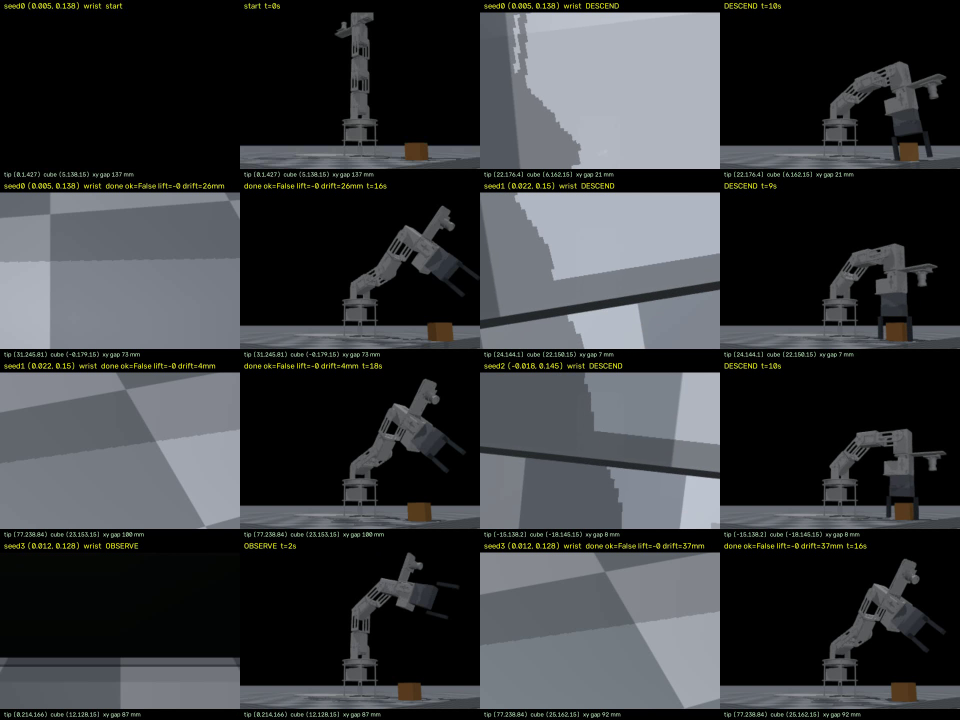 seed0 (0.005, 0.138) wrist start
start t=0s
seed0 (0.005, 0.138) wrist DESCEND
DESCEND t=10s
tip [0,1,427] cube (5,138,15) xy gap 137 mm
tip [0,1,427] cube (5,138,15) xy gap 137 mm
tip [22,176,4] cube (6,162,15) xy gap 21 mm
tip [22,176,4] cube (6,162,15) xy gap 21 mm
seed0 (0.005, 0.138) wrist done ok=False lift=-0 drift=26mm
done ok=False lift=-0 drift=26mm t=16s
seed1 (0.022, 0.15) wrist DESCEND
DESCEND t=9s
tip [31,245,81] cube (-0,179,15) xy gap 73 mm
tip [31,245,81] cube (-0,179,15) xy gap 73 mm
tip [24,144,1] cube (22,150,15) xy gap 7 mm
tip [24,144,1] cube (22,150,15) xy gap 7 mm
seed1 (0.022, 0.15) wrist done ok=False lift=-0 drift=4mm
done ok=False lift=-0 drift=4mm t=18s
seed2 (-0.018, 0.145) wrist DESCEND
DESCEND t=10s
tip [77,238,84] cube (23,153,15) xy gap 100 mm
tip [77,238,84] cube (23,153,15) xy gap 100 mm
tip [-15,138,2] cube (-18,145,15) xy gap 8 mm
tip [-15,138,2] cube (-18,145,15) xy gap 8 mm
seed3 (0.012, 0.128) wrist OBSERVE
OBSERVE t=2s
seed3 (0.012, 0.128) wrist done ok=False lift=-0 drift=37mm
done ok=False lift=-0 drift=37mm t=16s
tip [0,214,166] cube (12,128,15) xy gap 87 mm
tip [0,214,166] cube (12,128,15) xy gap 87 mm
tip [77,238,84] cube (25,162,15) xy gap 92 mm
tip [77,238,84] cube (25,162,15) xy gap 92 mm